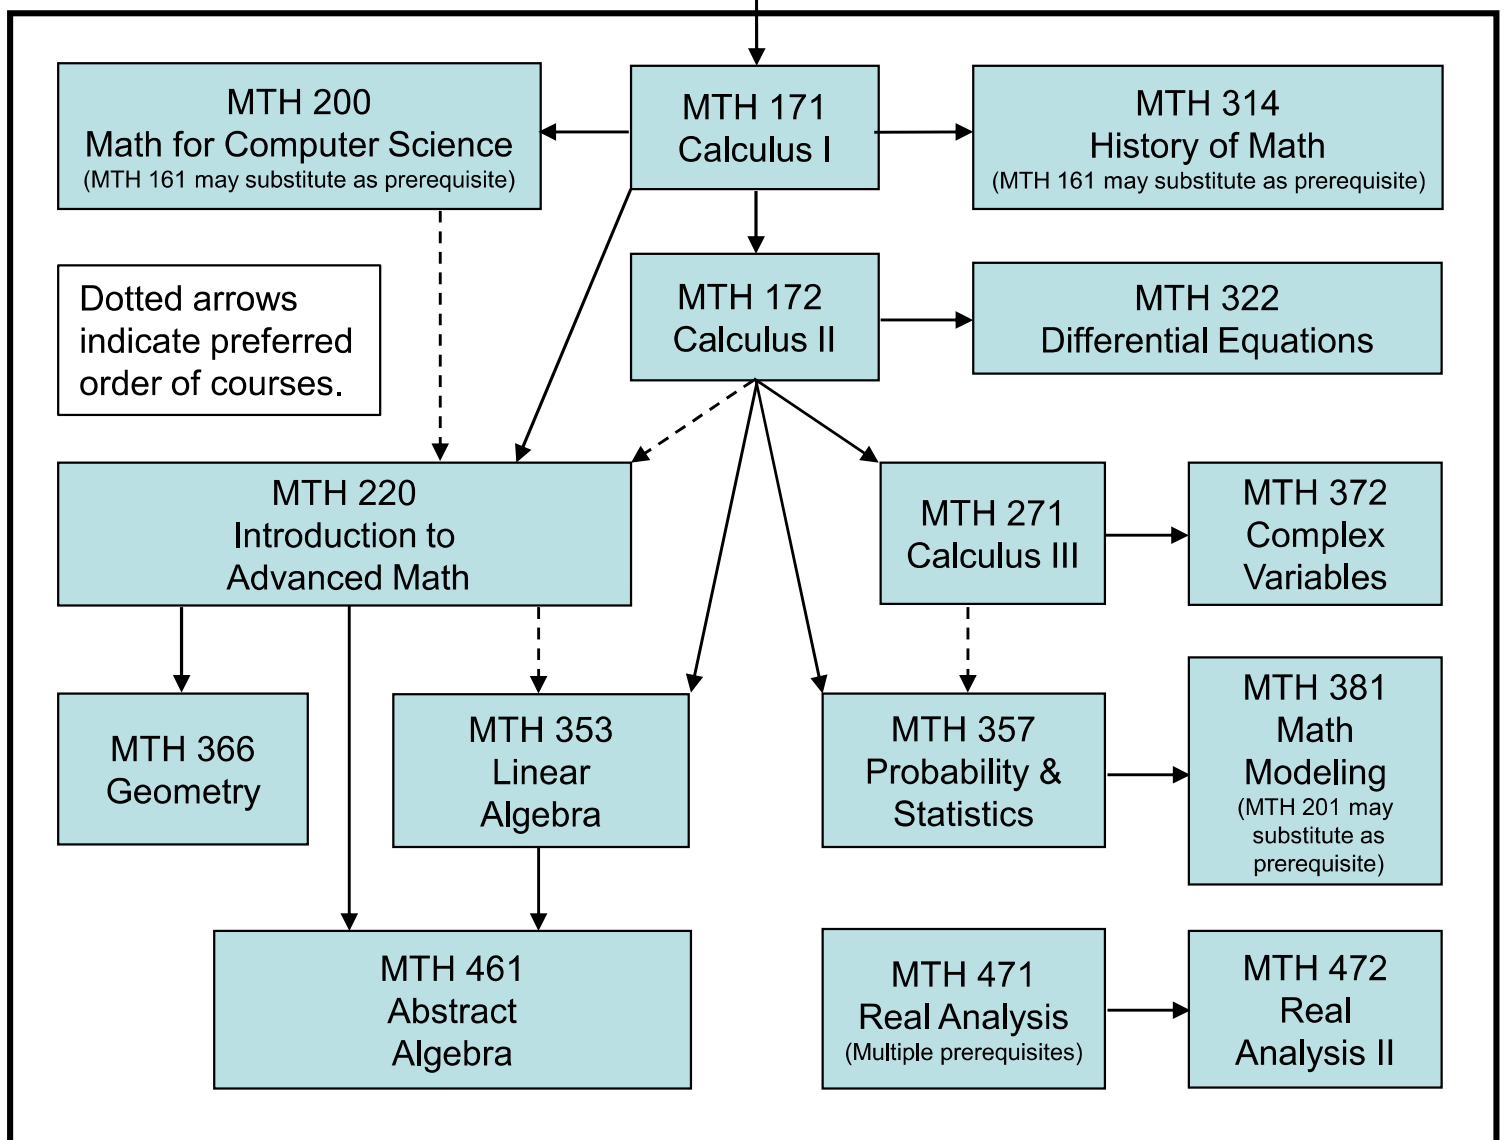 MTH 200
Math for Computer Science
(MTH 161 may substitute as prerequisite)
MTH 171
Calculus I
MTH 314
History of Math
(MTH 161 may substitute as prerequisite)
Dotted arrows
indicate preferred
order of courses.
MTH 172
Calculus II
MTH 322
Differential Equations
MTH 220
Introduction to
Advanced Math
MTH 271
Calculus III
MTH 372
Complex
Variables
MTH 366
Geometry
MTH 353
Linear
Algebra
MTH 357
Probability &
Statistics
MTH 381
Math
Modeling
(MTH 201 may
substitute as
prerequisite)
MTH 461
Abstract
Algebra
MTH 471
Real Analysis
(Multiple prerequisites)
MTH 472
Real
Analysis II